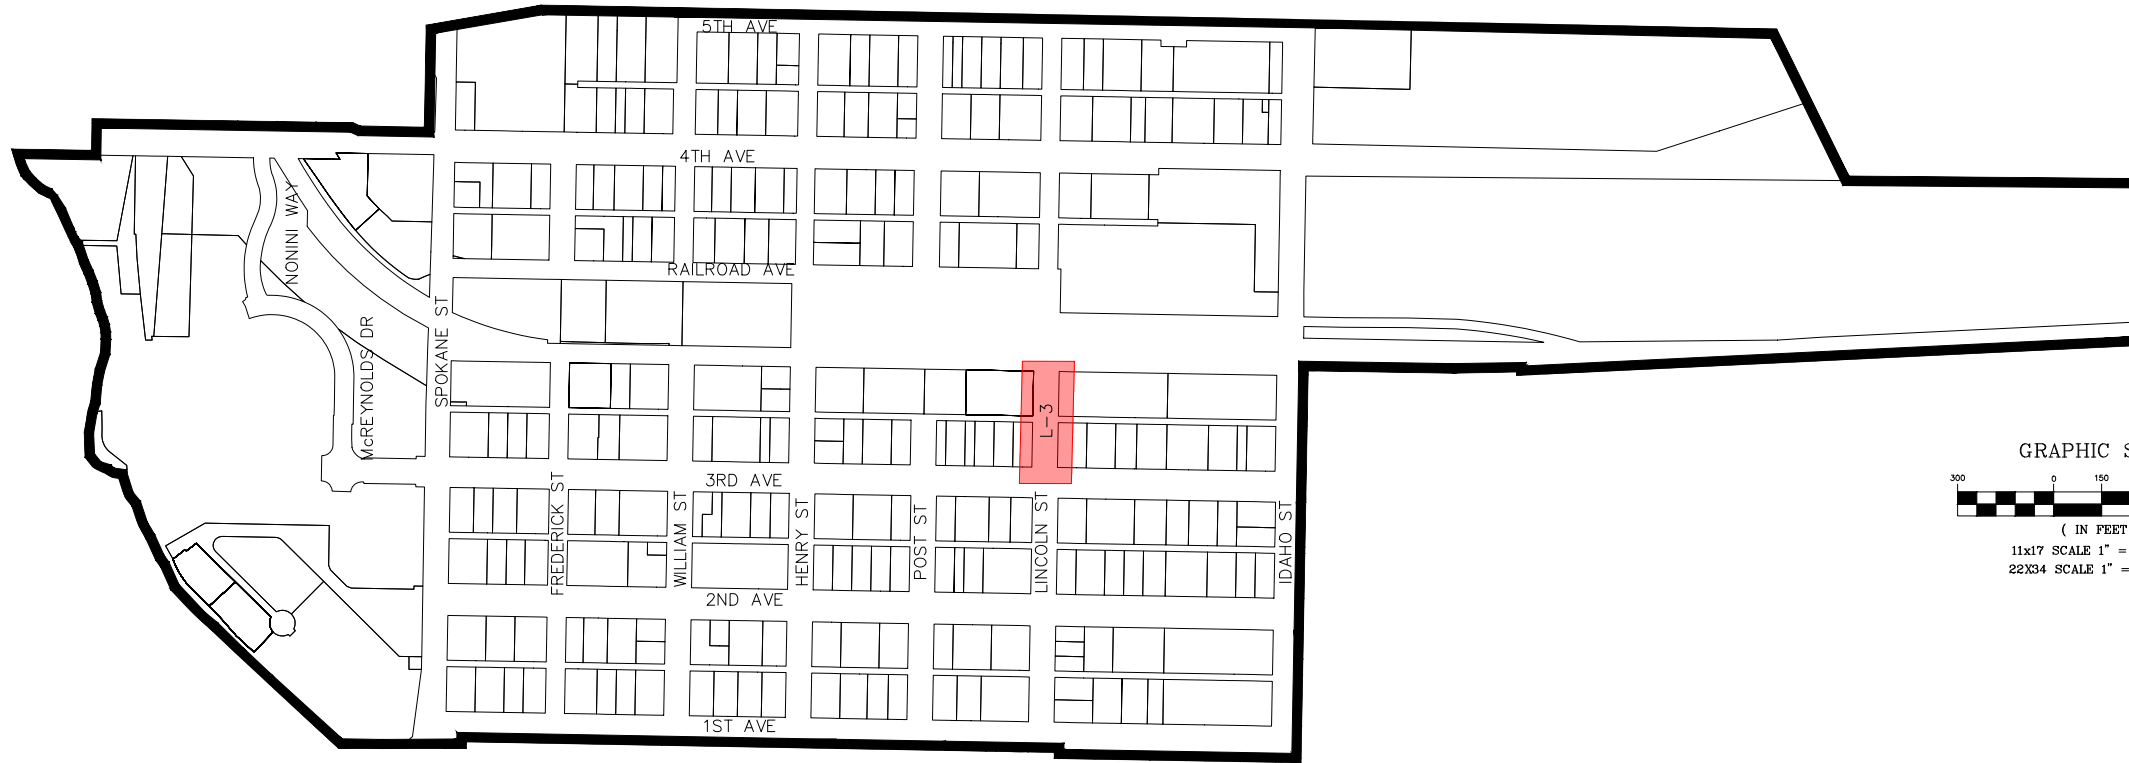 5TH AVE
4TH AVE
NONINI WAY
RAILROAD AVE
SPOKANE ST
McREYNOLDS DR
L-3
GRAPHIC S
3RD AVE
300
0
150
FREDERICK ST
WILLIAM ST
HENRY ST
POST ST
LINCOLN ST
IDAHO ST
( IN FEET
11x17 SCALE 1" =
22X34 SCALE 1" =
2ND AVE
1ST AVE